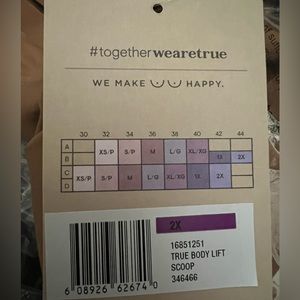 #togetherwearetrue
WE MAKE HAPPY.
30 32 34 36 38 40 42 44
A
B XS/P S/P M L/G XL/XG 1X 2X
C
D XS/P S/P M L/G XL/XG 1X 2X
2X
16851251
TRUE BODY LIFT
SCOOP
346466
6 08926 62674 0